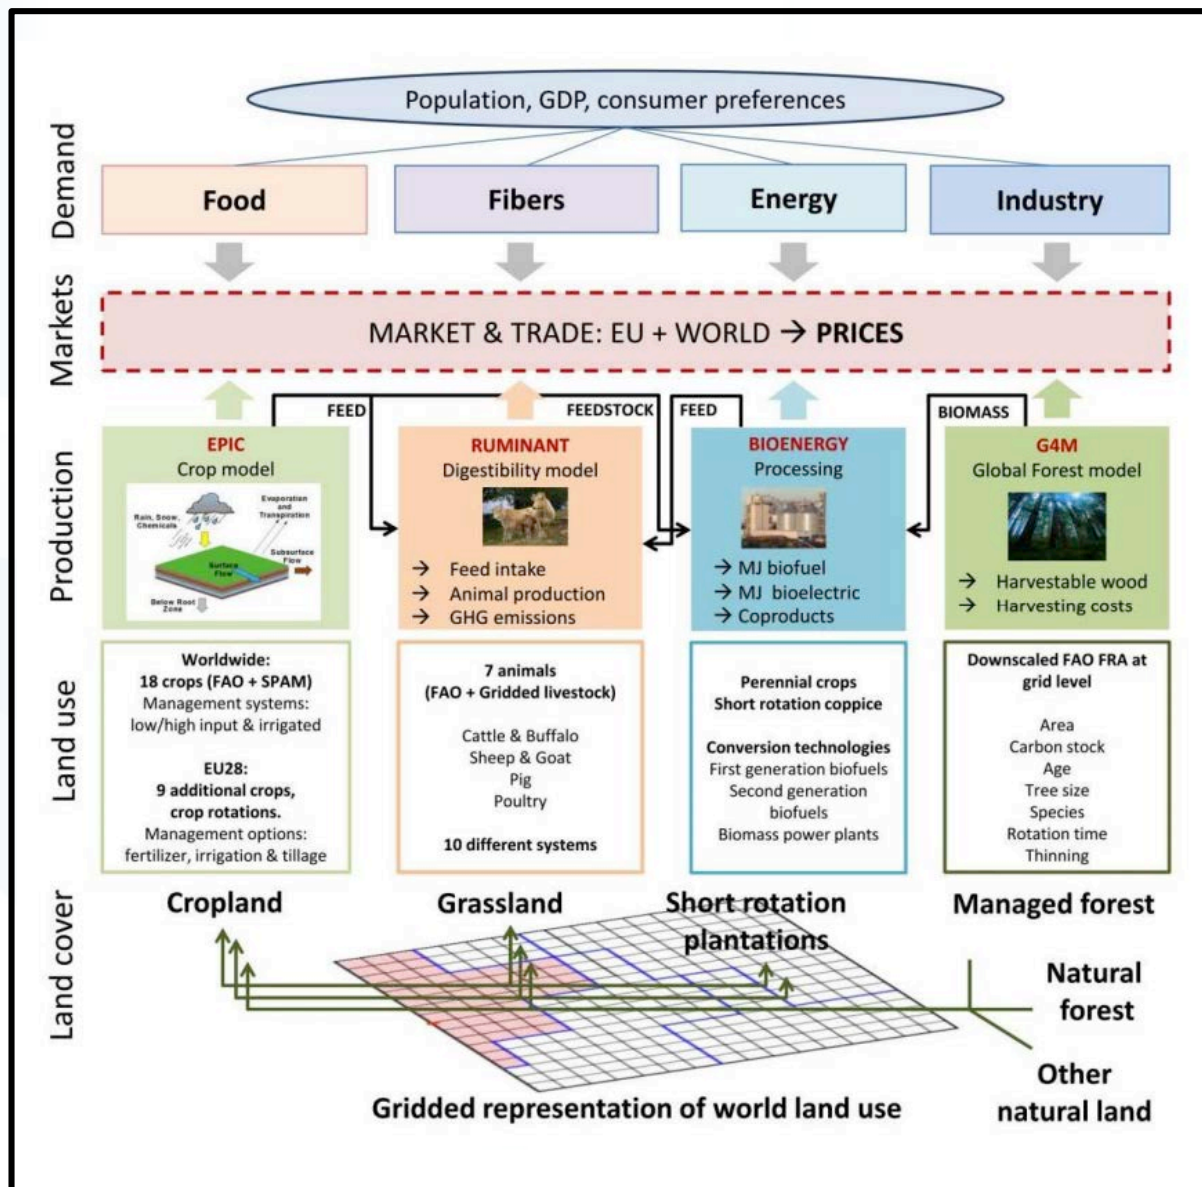 Population, GDP, consumer preferences
Demand
Food
Fibers
Energy
Industry
Markets
MARKET & TRADE: EU + WORLD → PRICES
FEED
FEEDSTOCK
FEED
BIOMASS
Production
EPIC
Crop model
Rain, Snow,
Chemicals
Evaporation
and
Transpiration
Subsurface
Flow
Surface
Flow
Below Root
Zone
RUMINANT
Digestibility model
→ Feed intake
→ Animal production
→ GHG emissions
BIOENERGY
Processing
→ MJ biofuel
→ MJ bioelectric
→ Coproducts
G4M
Global Forest model
→ Harvestable wood
→ Harvesting costs
Land use
Worldwide:
18 crops (FAO + SPAM)
Management systems:
low/high input & irrigated
EU28:
9 additional crops,
crop rotations.
Management options:
fertilizer, irrigation & tillage
7 animals
(FAO + Gridded livestock)
Cattle & Buffalo
Sheep & Goat
Pig
Poultry
10 different systems
Perennial crops
Short rotation coppice
Conversion technologies
First generation biofuels
Second generation
biofuels
Biomass power plants
Downscaled FAO FRA at
grid level
Area
Carbon stock
Age
Tree size
Species
Rotation time
Thinning
Land cover
Cropland
Grassland
Short rotation
plantations
Managed forest
Natural
forest
Other
natural land
Gridded representation of world land use